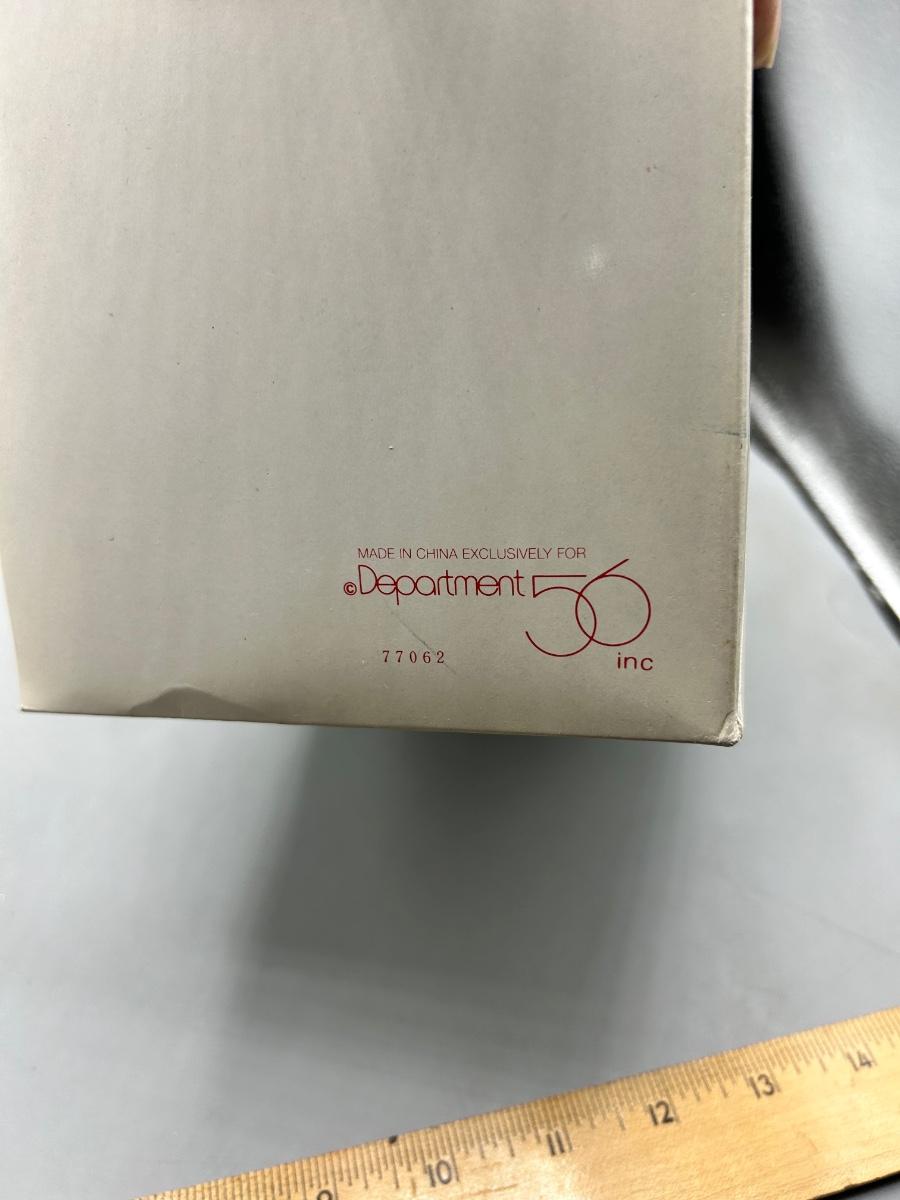 MADE IN CHINA EXCLUSIVELY FOR
©Department 56
inc
77062
9 10 11 12 13 14